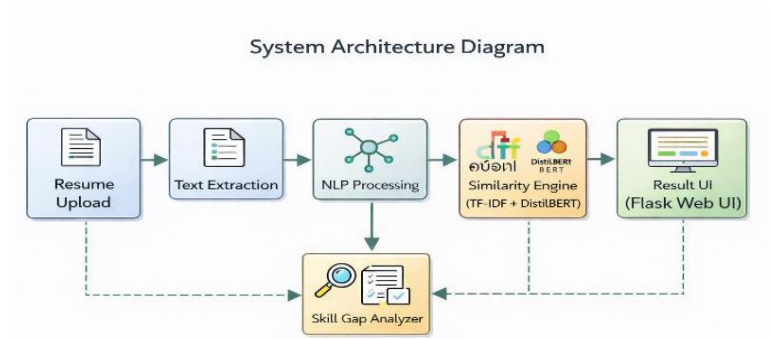 System Architecture Diagram
Resume
Upload
Text Extraction
NLP Processing
DistilBERT
BERT
Similarity Engine
(TF-IDF + DistilBERT)
Result UI
(Flask Web UI)
Skill Gap Analyzer